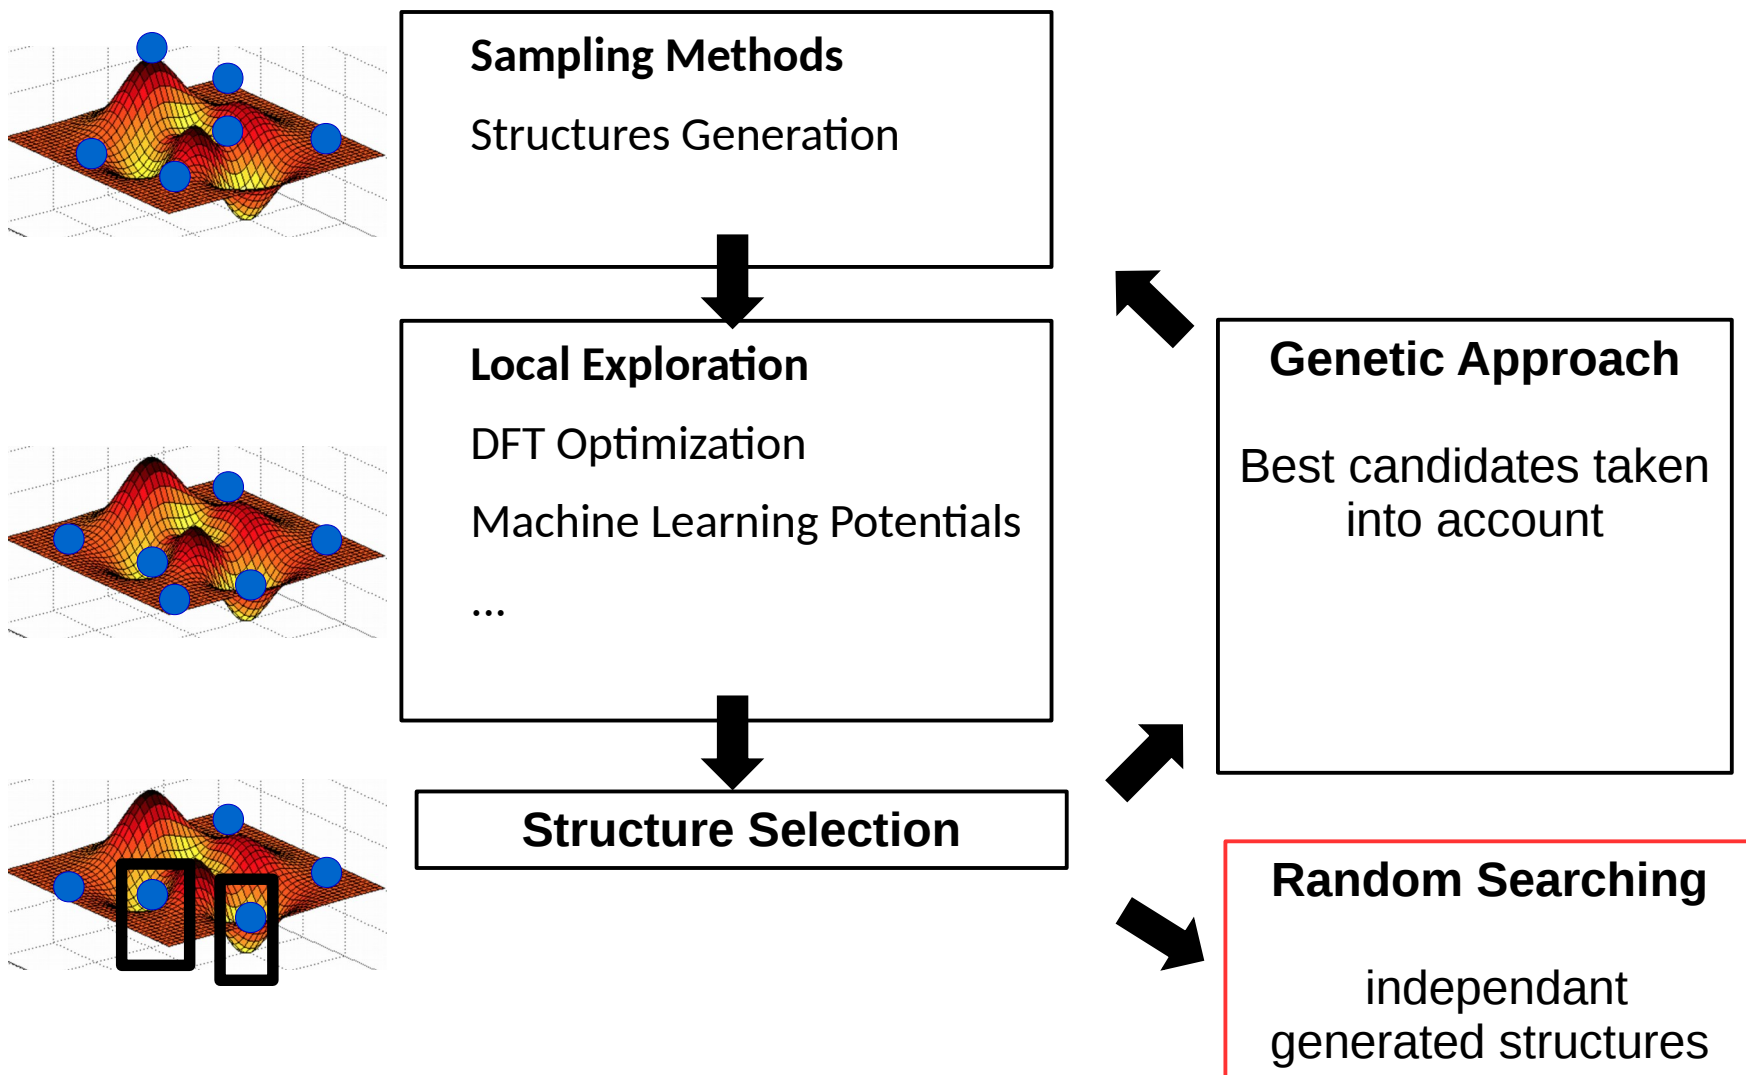 Sampling Methods
Structures Generation
Local Exploration
DFT Optimization
Machine Learning Potentials
...
Structure Selection
Genetic Approach
Best candidates taken
into account
Random Searching
independant
generated structures